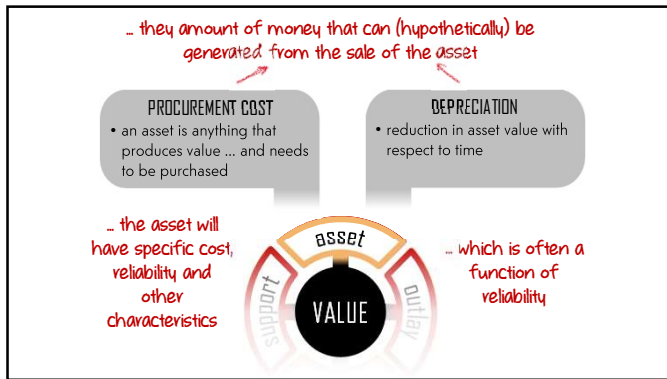 ... they amount of money that can (hypothetically) be
generated from the sale of the asset
PROCUREMENT COST
• an asset is anything that
produces value ... and needs
to be purchased
DEPRECIATION
• reduction in asset value with
respect to time
... the asset will
have specific cost,
reliability and
other
characteristics
asset
support
VALUE
outlay
... which is often a
function of
reliability